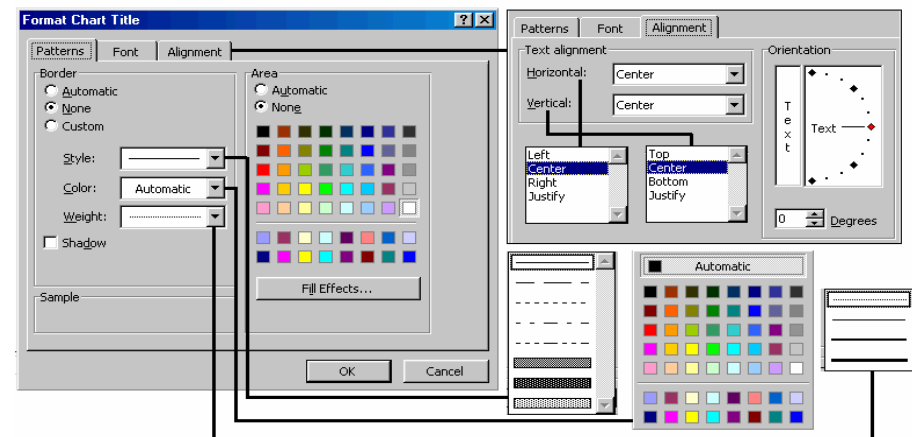 Format Chart Title
Patterns Font Alignment
Border
Automatic
None
Custom
Style:
Color: Automatic
Weight:
Shadow
Sample
Area
Automatic
None
Fill Effects...
OK Cancel
Patterns Font Alignment
Text alignment
Horizontal: Center
Vertical: Center
Left
Center
Right
Justify
Top
Center
Bottom
Justify
Orientation
Text
Text
0 Degrees
Automatic